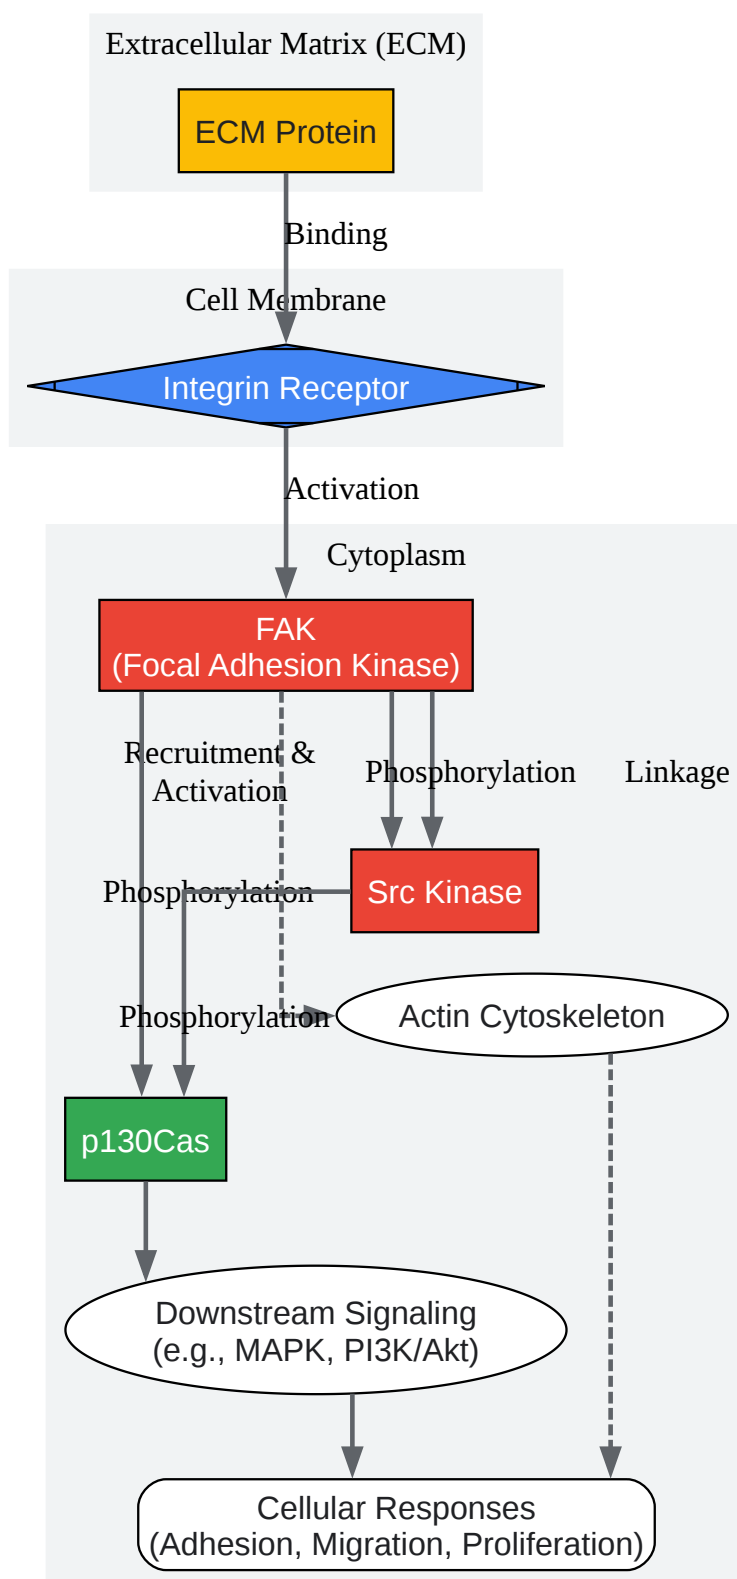 Extracellular Matrix (ECM)
ECM Protein
Binding
Cell Membrane
Integrin Receptor
Activation
Cytoplasm
FAK
(Focal Adhesion Kinase)
Recruitment &
Activation
Phosphorylation
Linkage
Phosphorylation
Src Kinase
Phosphorylation
Actin Cytoskeleton
p130Cas
Downstream Signaling
(e.g., MAPK, PI3K/Akt)
Cellular Responses
(Adhesion, Migration, Proliferation)